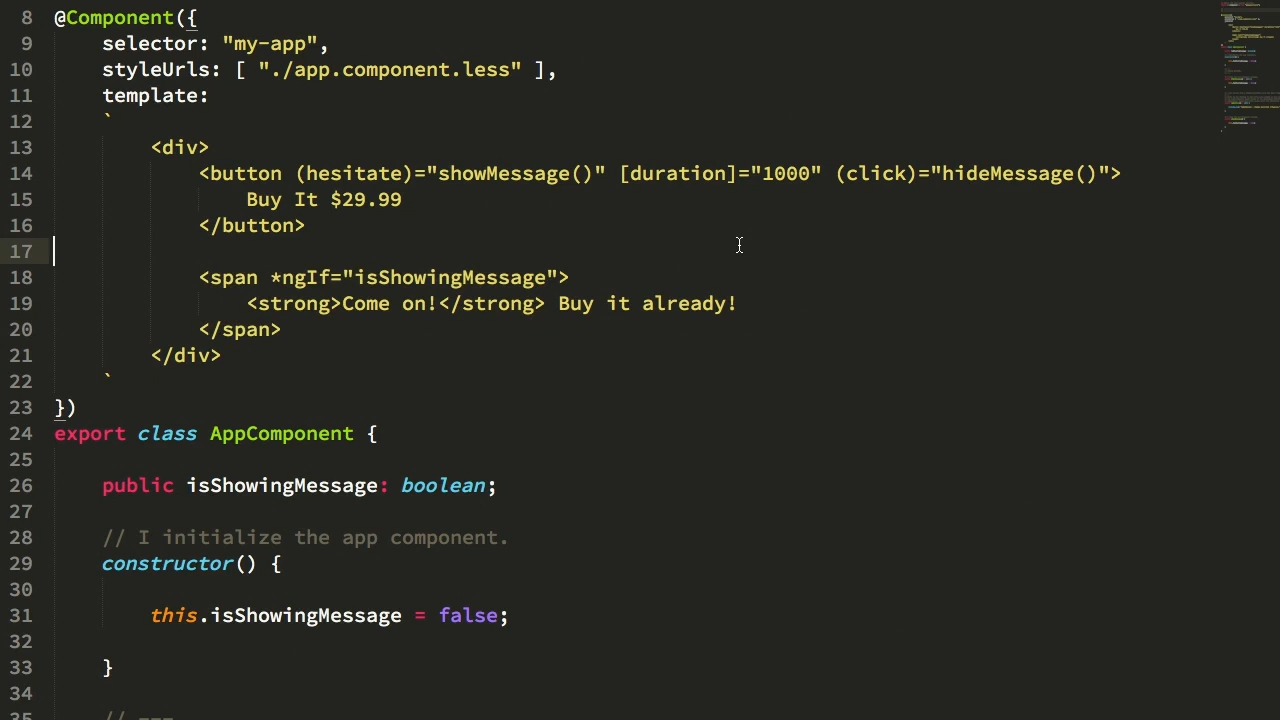 8 @Component({
9 selector: "my-app",
10 styleUrls: [ "./app.component.less" ],
11 template:
12 `
13 <div>
14 <button (hesitate)="showMessage()" [duration]="1000" (click)="hideMessage()">
15 Buy It $29.99
16 </button>
17
18 <span *ngIf="isShowingMessage">
19 <strong>Come on!</strong> Buy it already!
20 </span>
21 </div>
22 `
23 })
24 export class AppComponent {
25
26 public isShowingMessage: boolean;
27
28 // I initialize the app component.
29 constructor() {
30
31 this.isShowingMessage = false;
32
33 }
34
35 // ---